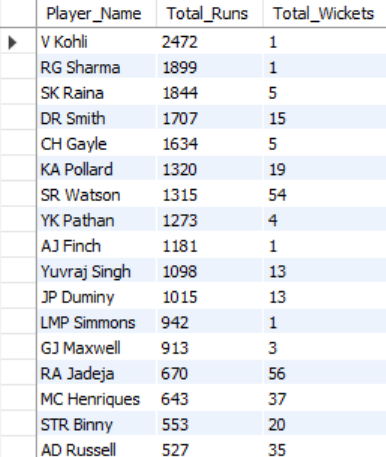 Player_Name Total_Runs Total_Wickets
V Kohli 2472 1
RG Sharma 1899 1
SK Raina 1844 5
DR Smith 1707 15
CH Gayle 1634 5
KA Pollard 1320 19
SR Watson 1315 54
YK Pathan 1273 4
AJ Finch 1181 1
Yuvraj Singh 1098 13
JP Duminy 1015 13
LMP Simmons 942 1
GJ Maxwell 913 3
RA Jadeja 670 56
MC Henriques 643 37
STR Binny 553 20
AD Russell 527 35